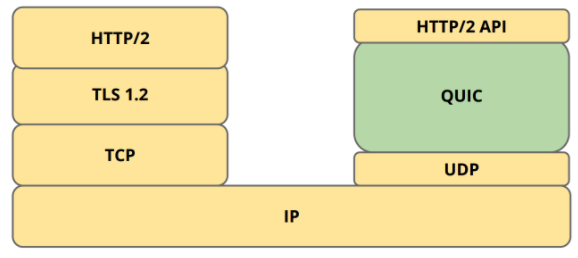 HTTP/2
TLS 1.2
TCP
HTTP/2 API
QUIC
UDP
IP